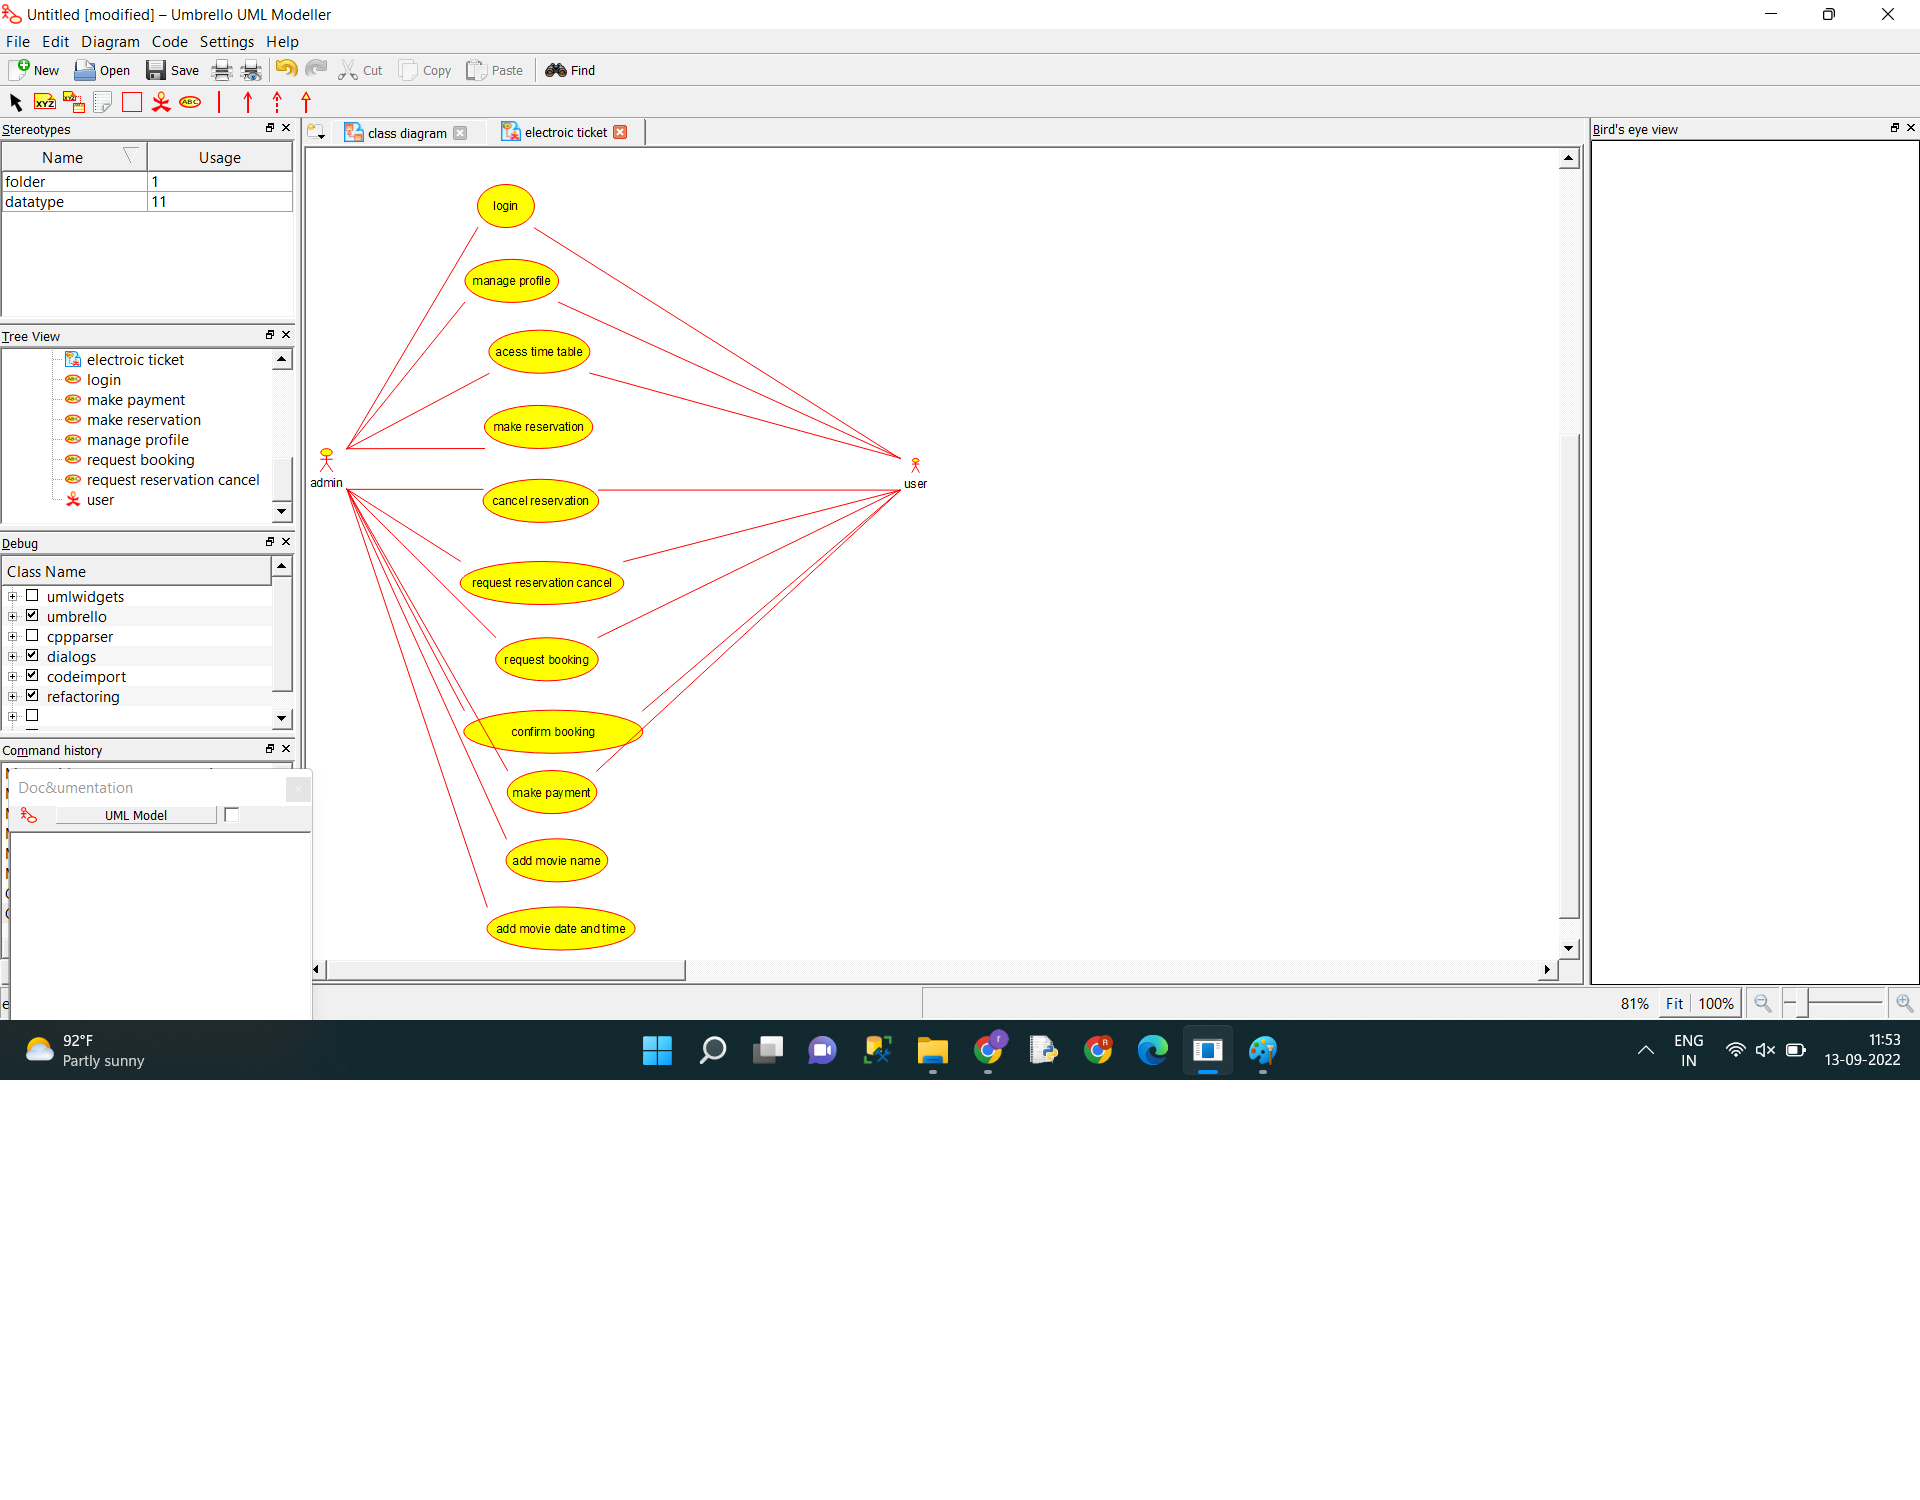 Untitled [modified] – Umbrello UML Modeller
File Edit Diagram Code Settings Help
New Open Save Cut Copy Paste Find
XYZ XYZ ABC
Stereotypes
Name Usage
folder 1
datatype 11
Tree View
electroic ticket
login
make payment
make reservation
manage profile
request booking
request reservation cancel
user
Debug
Class Name
umlwidgets
umbrello
cppparser
dialogs
codeimport
refactoring
Command history
Doc&umentation
UML Model
class diagram
electroic ticket
login
manage profile
acess time table
make reservation
admin
user
cancel reservation
request reservation cancel
request booking
confirm booking
make payment
add movie name
add movie date and time
Bird's eye view
81% Fit 100%
92°F
Partly sunny
ENG
IN
11:53
13-09-2022